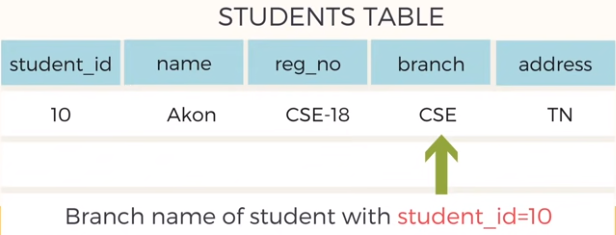 STUDENTS TABLE
student_id name reg_no branch address
10 Akon CSE-18 CSE TN
Branch name of student with student_id=10